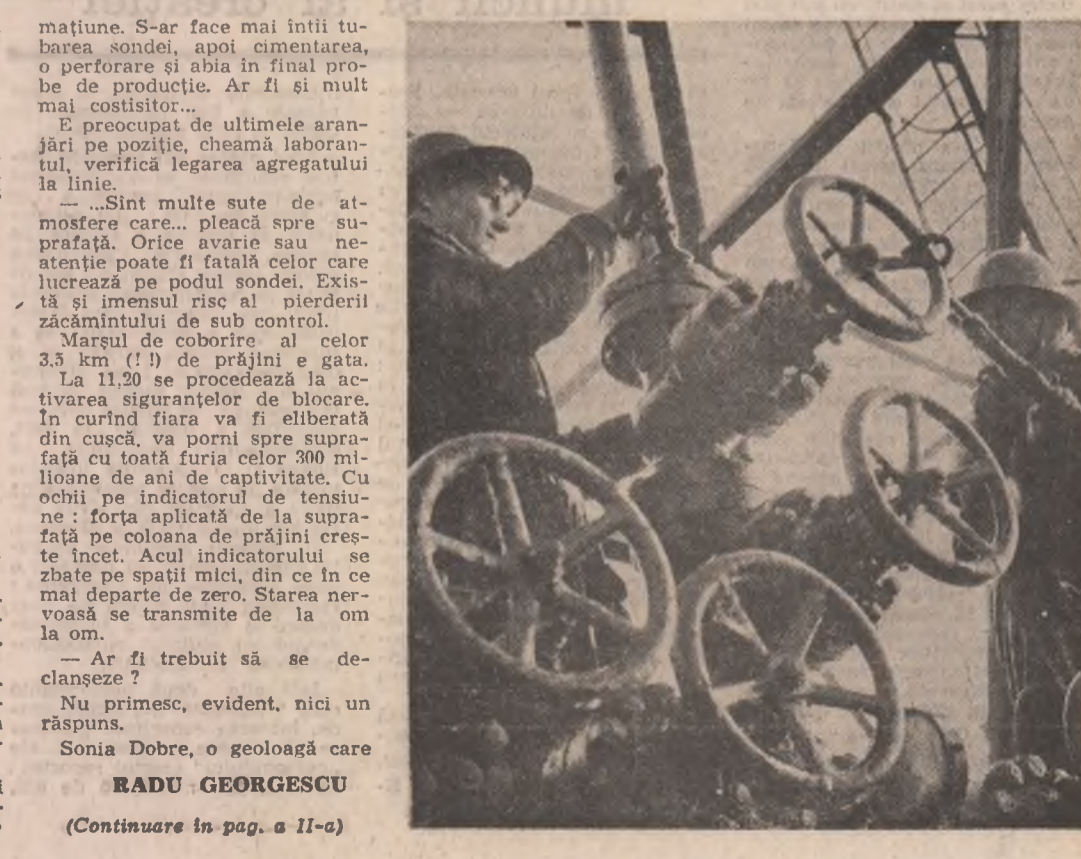 mațiune. S-ar face mai întîi tu-
barea sondei, apoi cimentarea,
o perforare și abia în final pro-
be de producție. Ar fi și mult
mai costisitor...
E preocupat de ultimele aran-
jări pe poziție, cheamă laboran-
tul, verifică legarea agregatului
la linie.
— ...Sînt multe sute de at-
mosfere care... pleacă spre su-
prafață. Orice avarie sau ne-
atenție poate fi fatală celor care
lucrează pe podul sondei. Exis-
tă și imensul risc al pierderii
zăcămîntului de sub control.
Marșul de coborîre al celor
3,5 km (! !) de prăjini e gata.
La 11,20 se procedează la ac-
tivarea siguranțelor de blocare.
În curînd fiara va fi eliberată
din cușcă, va porni spre supra-
față cu toată furia celor 300 mi-
lioane de ani de captivitate. Cu
ochii pe indicatorul de tensiu-
ne : forța aplicată de la supra-
față pe coloana de prăjini creș-
te încet. Acul indicatorului se
zbate pe spații mici, din ce în ce
mai departe de zero. Starea ner-
voasă se transmite de la om
la om.
— Ar fi trebuit să se de-
clanșeze ?
Nu primesc, evident, nici un
răspuns.
Sonia Dobre, o geoloagă care
RADU GEORGESCU
(Continuare în pag. a II-a)